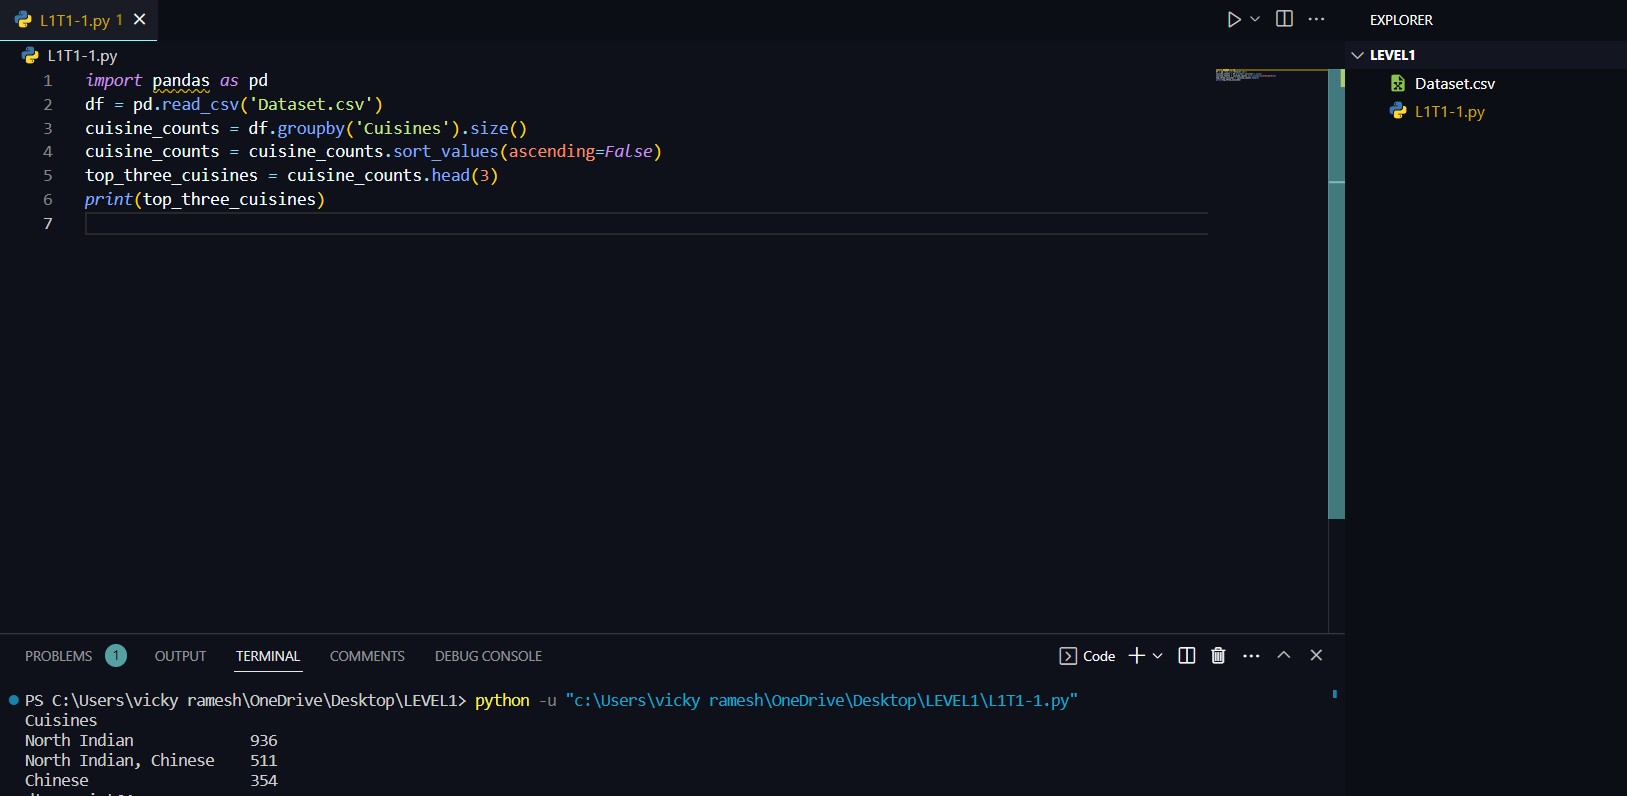 L1T1-1.py 1
EXPLORER
L1T1-1.py
LEVEL1
Dataset.csv
L1T1-1.py
1 import pandas as pd
2 df = pd.read_csv('Dataset.csv')
3 cuisine_counts = df.groupby('Cuisines').size()
4 cuisine_counts = cuisine_counts.sort_values(ascending=False)
5 top_three_cuisines = cuisine_counts.head(3)
6 print(top_three_cuisines)
7
PROBLEMS 1 OUTPUT TERMINAL COMMENTS DEBUG CONSOLE Code
PS C:\Users\vicky ramesh\OneDrive\Desktop\LEVEL1> python -u "c:\Users\vicky ramesh\OneDrive\Desktop\LEVEL1\L1T1-1.py"
Cuisines
North Indian 936
North Indian, Chinese 511
Chinese 354